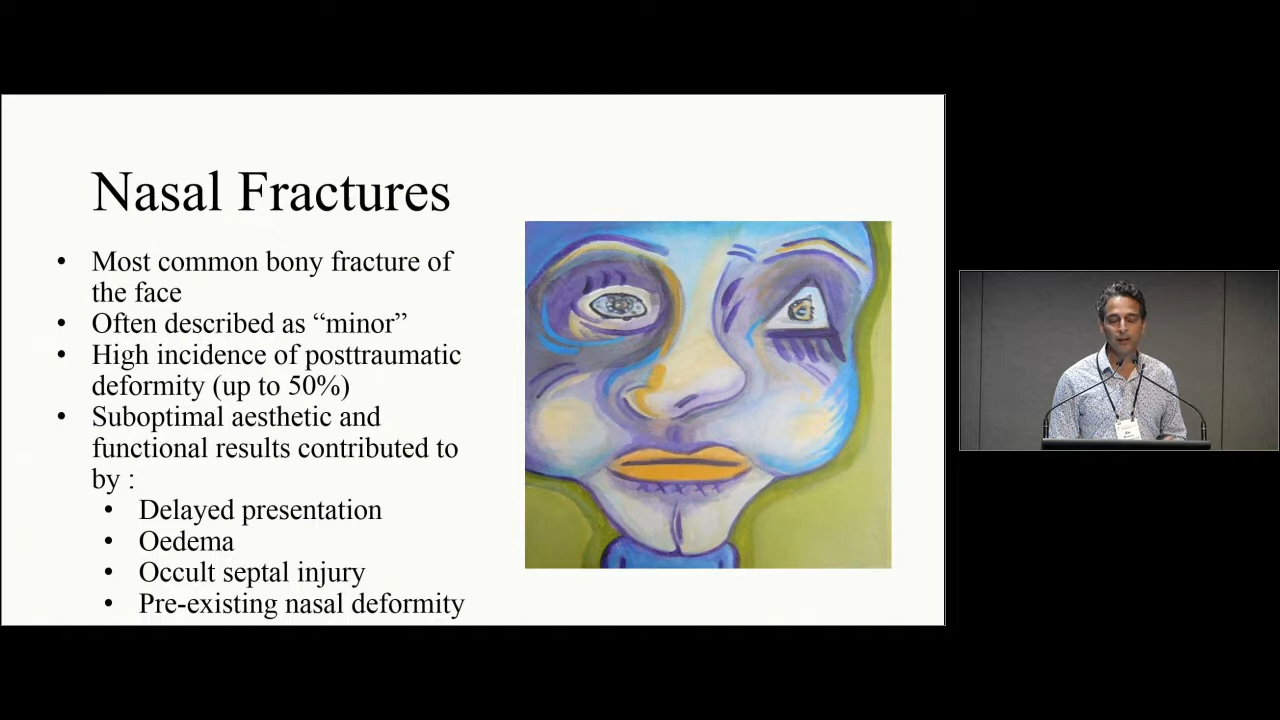 Nasal Fractures
• Most common bony fracture of
the face
• Often described as “minor”
• High incidence of posttraumatic
deformity (up to 50%)
• Suboptimal aesthetic and
functional results contributed to
by :
• Delayed presentation
• Oedema
• Occult septal injury
• Pre-existing nasal deformity